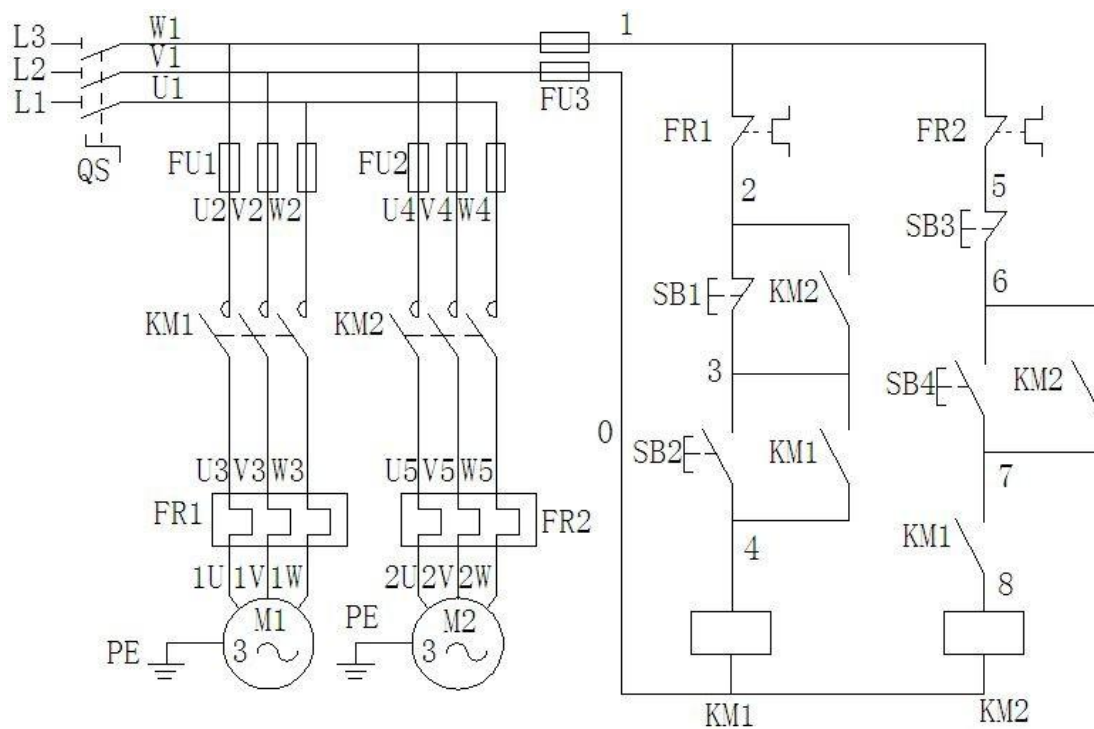 L3 W1 1
L2 V1
L1 U1
FU3
QS FU1 FU2 FR1 FR2
2 5
U2 V2 W2 U4 V4 W4
SB3
SB1 KM2 6
KM1 KM2
3 SB4 KM2
0 SB2 KM1
U3 V3 W3 U5 V5 W5 7
FR1 FR2
KM1
4
1U 1V 1W 2U 2V 2W 8
PE M1 PE M2
3 3
KM1 KM2